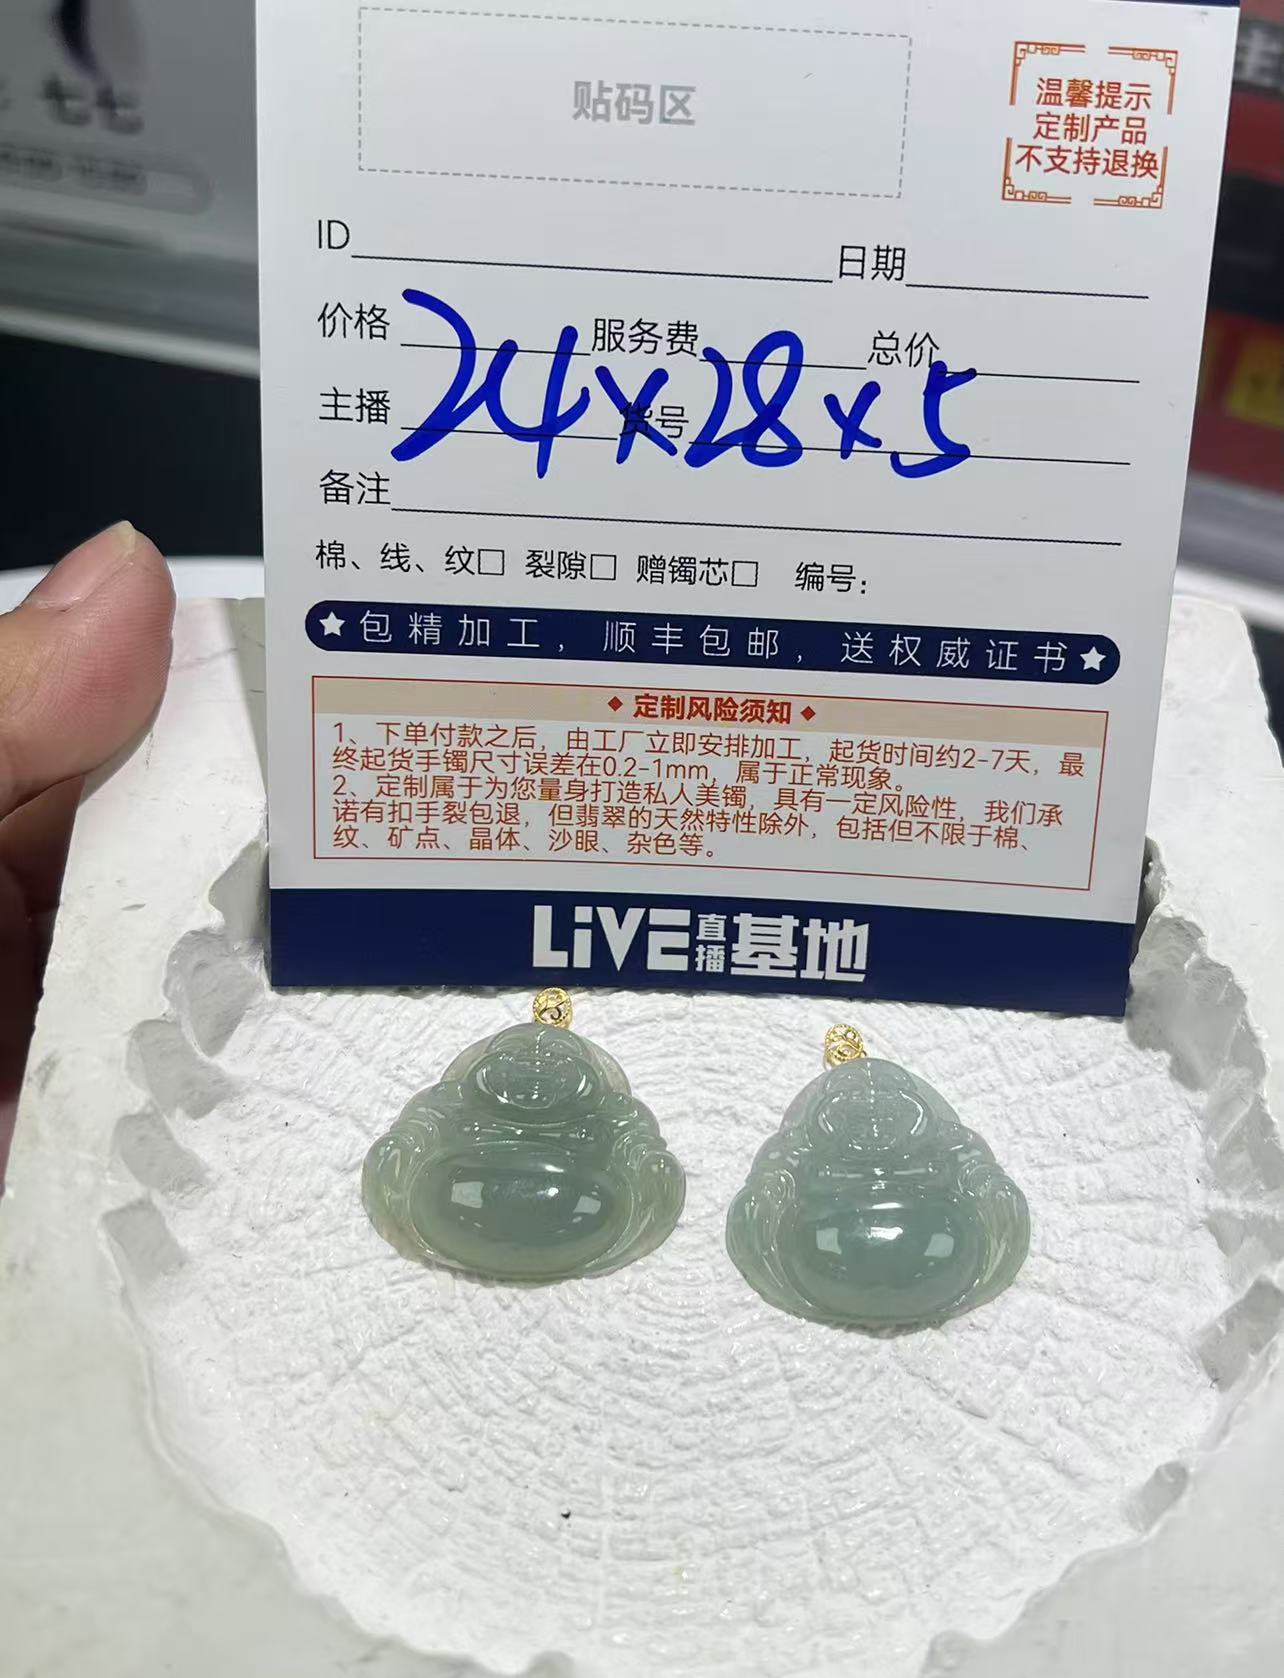 七七
贴码区
温馨提示
定制产品
不支持退换
ID 日期
价格 服务费 总价
24×28×5
主播 货号
备注
棉、线、纹□ 裂隙□ 赠镯芯□ 编号：
★包精加工，顺丰包邮，送权威证书★
◆ 定制风险须知 ◆
1、下单付款之后，由工厂立即安排加工，起货时间约2-7天，最
终起货手镯尺寸误差在0.2-1mm，属于正常现象。
2、定制属于为您量身打造私人美镯，具有一定风险性，我们承
诺有扣手裂包退，但翡翠的天然特性除外，包括但不限于棉、
纹、矿点、晶体、沙眼、杂色等。
LiVE直播基地